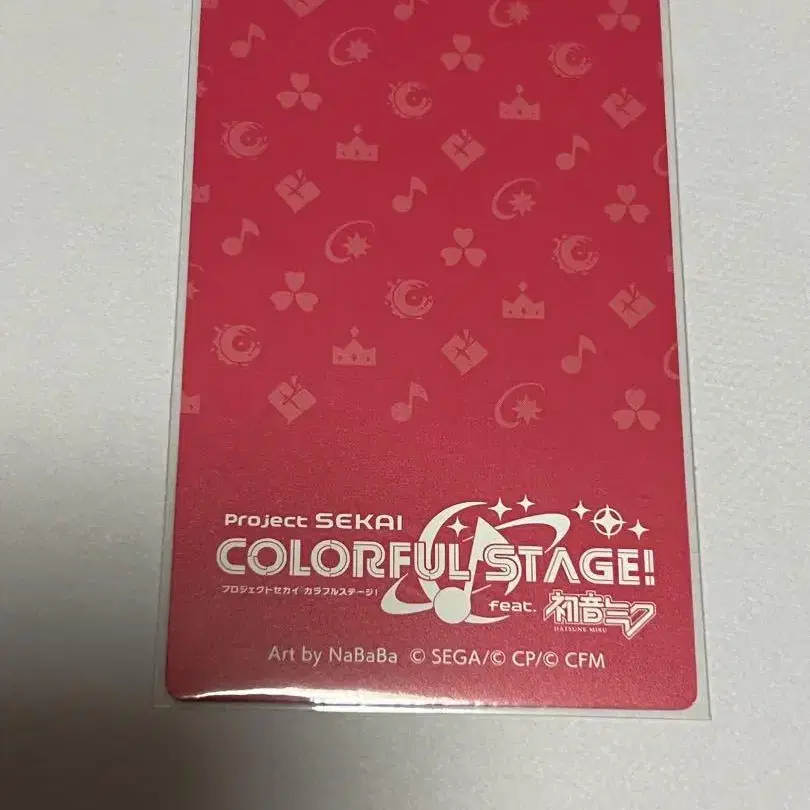 Project SEKAI
COLORFUL STAGE!
プロジェクトセカイ カラフルステージ!
feat. 初音ミク
HATSUNE MIKU
Art by NaBaBa © SEGA/© CP/© CFM